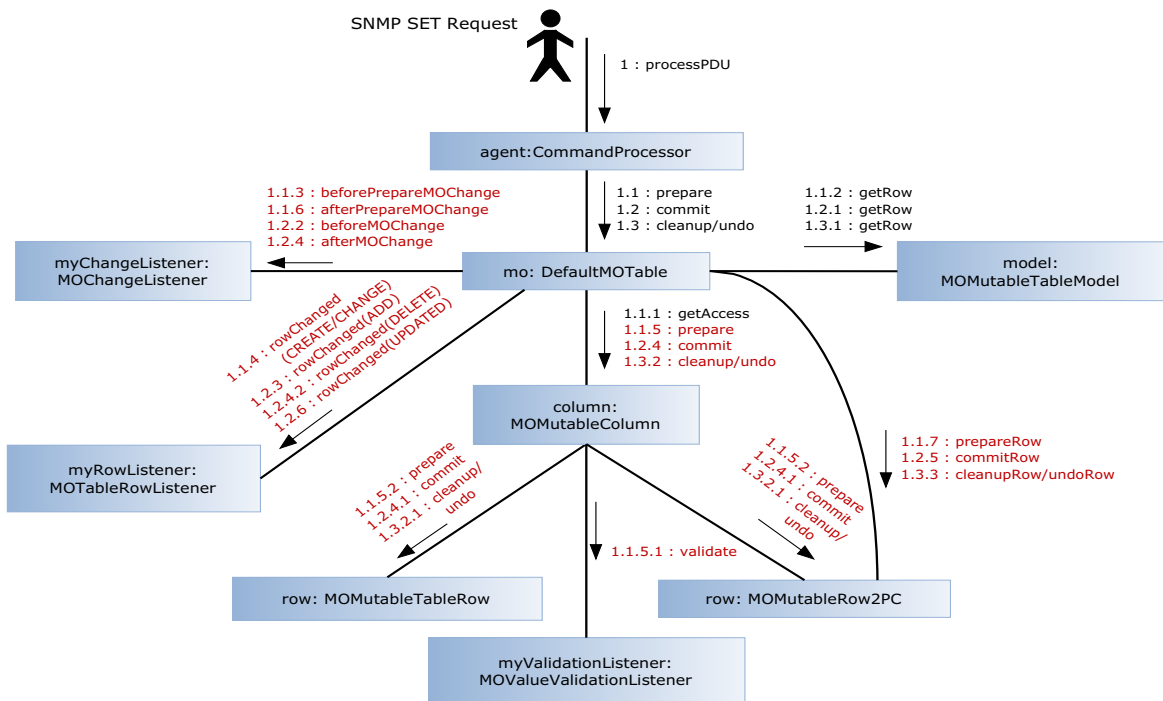 SNMP SET Request
1 : processPDU
agent:CommandProcessor
1.1.3 : beforePrepareMOChange
1.1.6 : afterPrepareMOChange
1.2.2 : beforeMOChange
1.2.4 : afterMOChange
1.1 : prepare
1.2 : commit
1.3 : cleanup/undo
1.1.2 : getRow
1.2.1 : getRow
1.3.1 : getRow
myChangeListener:
MOChangeListener
mo: DefaultMOTable
model:
MOMutableTableModel
1.1.4 : rowChanged
(CREATE/CHANGE)
1.2.3 : rowChanged(ADD)
1.2.4.2 : rowChanged(DELETE)
1.2.6 : rowChanged(UPDATED)
1.1.1 : getAccess
1.1.5 : prepare
1.2.4 : commit
1.3.2 : cleanup/undo
column:
MOMutableColumn
myRowListener:
MOTableRowListener
1.1.7 : prepareRow
1.2.5 : commitRow
1.3.3 : cleanupRow/undoRow
1.1.5.2 : prepare
1.2.4.1 : commit
1.3.2.1 : cleanup/
undo
1.1.5.1 : validate
1.1.5.2 : prepare
1.2.4.1 : commit
1.3.2.1 : cleanup/
undo
row: MOMutableTableRow
row: MOMutableRow2PC
myValidationListener:
MOValueValidationListener